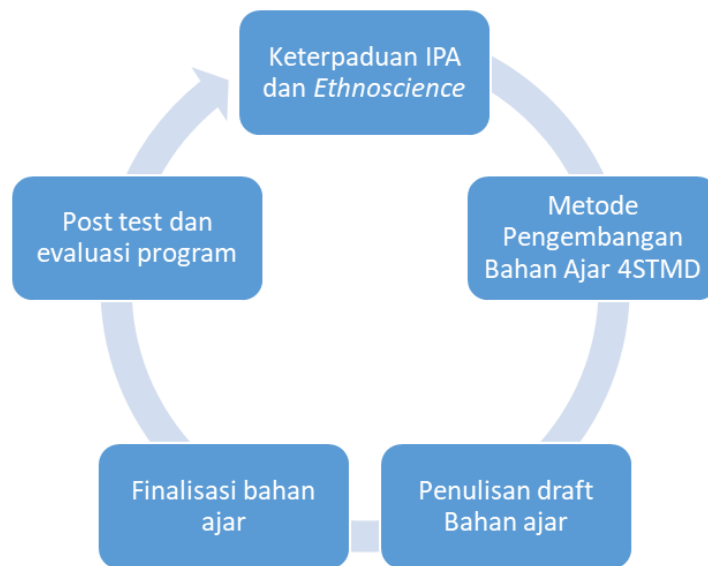 Keterpaduan IPA
dan Ethnoscience
Metode
Pengembangan
Bahan Ajar 4STMD
Penulisan draft
Bahan ajar
Finalisasi bahan
ajar
Post test dan
evaluasi program